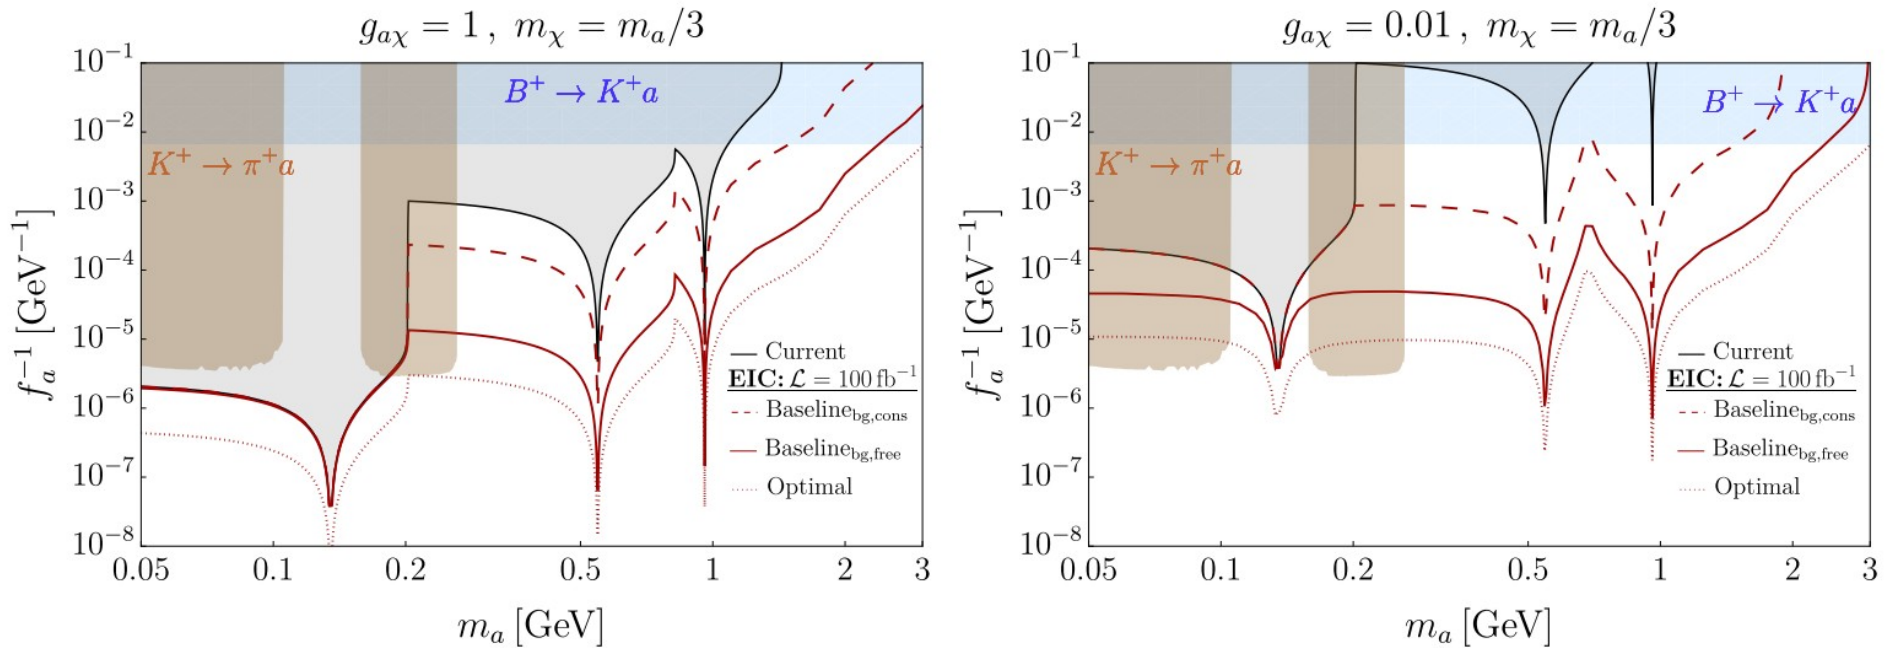 g_{aχ} = 1 , m_χ = m_a/3
10^{-1}
10^{-2}
10^{-3}
10^{-4}
10^{-5}
10^{-6}
10^{-7}
10^{-8}
f_a^{-1} [GeV^{-1}]
B^+ → K^+ a
K^+ → π^+ a
Current
EIC: 𝓛 = 100 fb^{-1}
Baseline_{bg,cons}
Baseline_{bg,free}
Optimal
0.05 0.1 0.2 0.5 1 2 3
m_a [GeV]
g_{aχ} = 0.01 , m_χ = m_a/3
10^{-1}
10^{-2}
10^{-3}
10^{-4}
10^{-5}
10^{-6}
10^{-7}
10^{-8}
f_a^{-1} [GeV^{-1}]
B^+ → K^+ a
K^+ → π^+ a
Current
EIC: 𝓛 = 100 fb^{-1}
Baseline_{bg,cons}
Baseline_{bg,free}
Optimal
0.05 0.1 0.2 0.5 1 2 3
m_a [GeV]